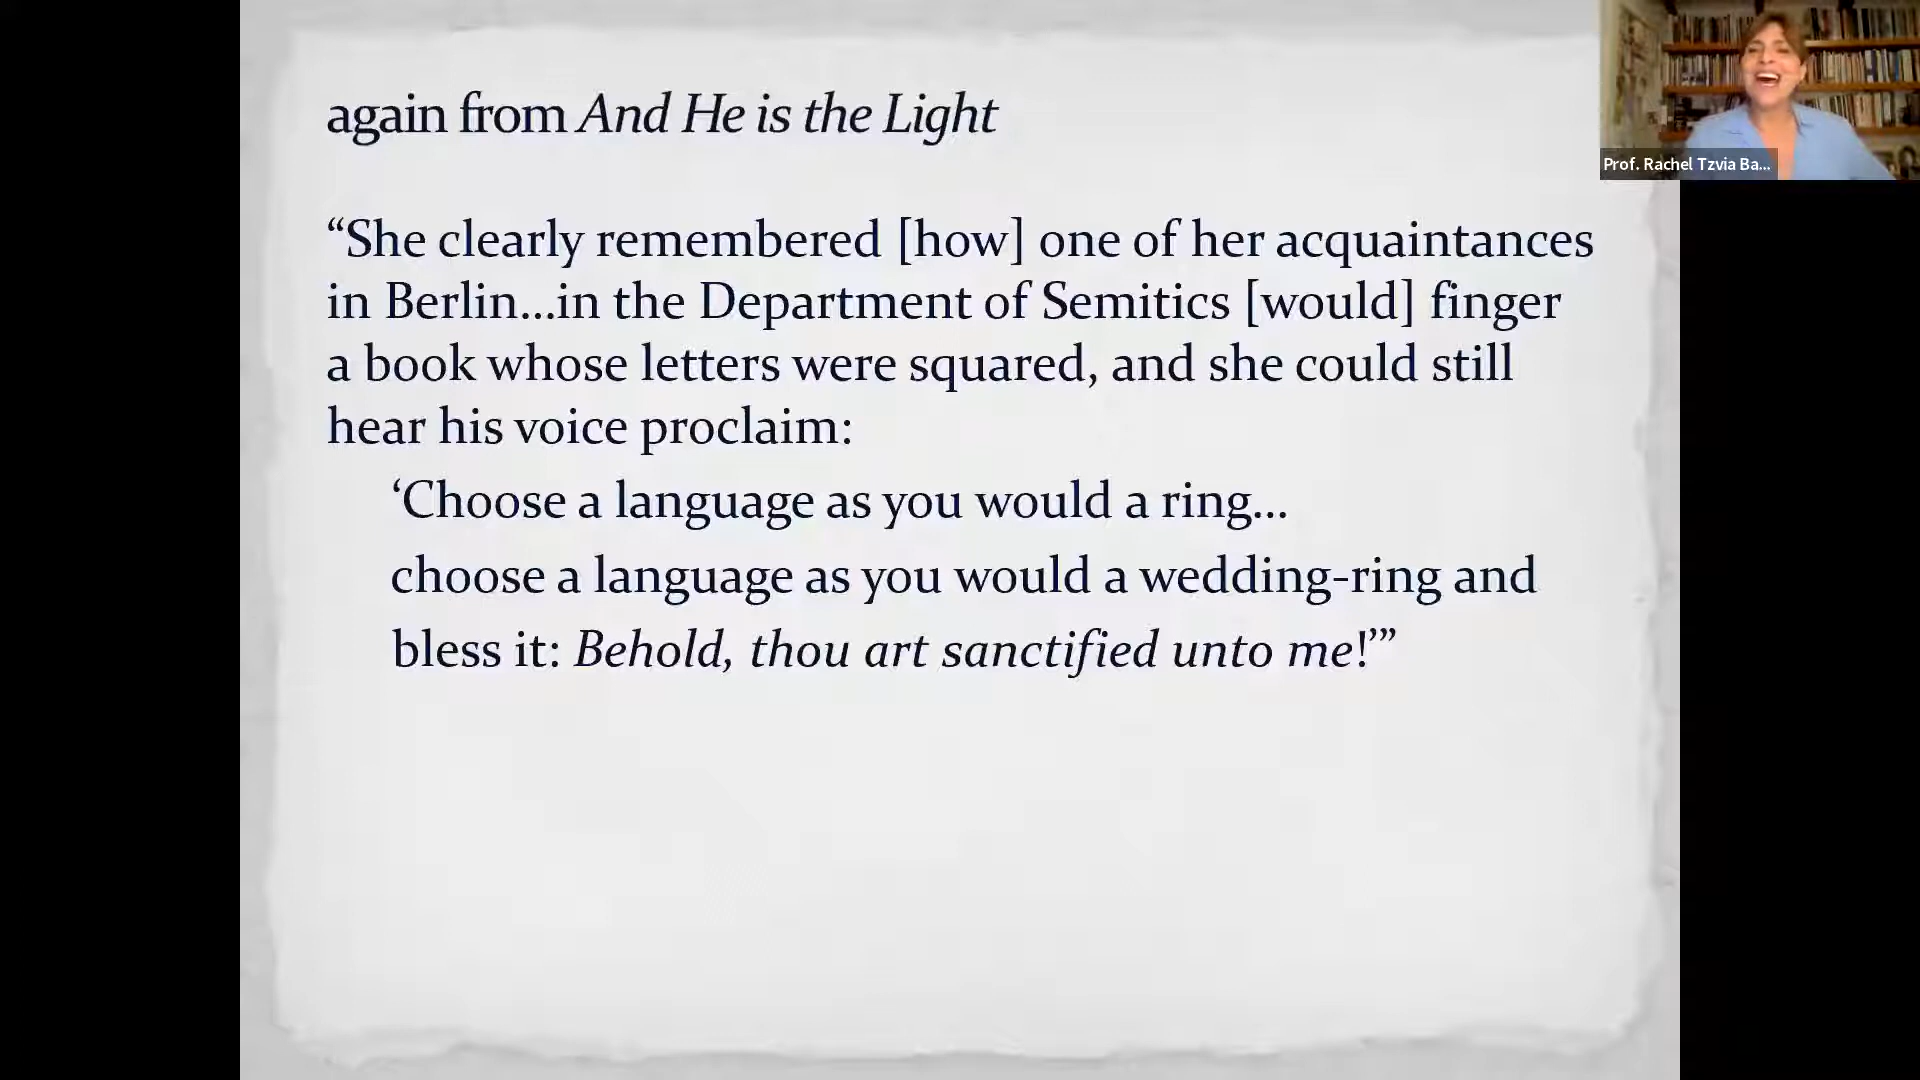 again from And He is the Light
“She clearly remembered [how] one of her acquaintances
in Berlin...in the Department of Semitics [would] finger
a book whose letters were squared, and she could still
hear his voice proclaim:
‘Choose a language as you would a ring...
choose a language as you would a wedding-ring and
bless it: Behold, thou art sanctified unto me!’”
Prof. Rachel Tzvia Ba...